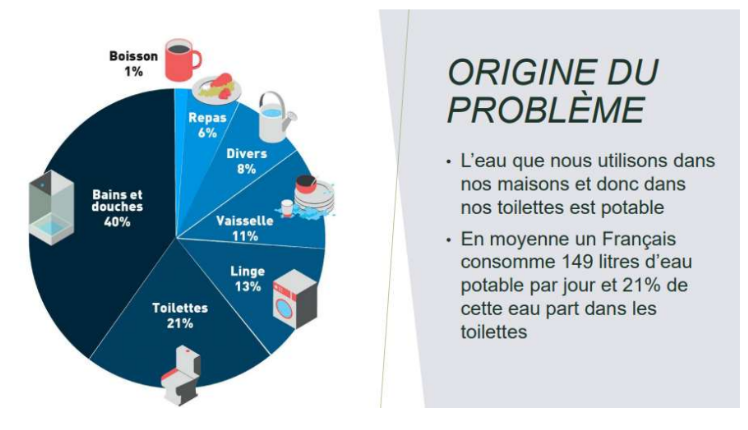 Boisson
1%
Repas
6%
Divers
8%
Vaisselle
11%
Linge
13%
Toilettes
21%
Bains et
douches
40%
ORIGINE DU
PROBLÈME
• L'eau que nous utilisons dans
nos maisons et donc dans
nos toilettes est potable
• En moyenne un Français
consomme 149 litres d'eau
potable par jour et 21% de
cette eau part dans les
toilettes